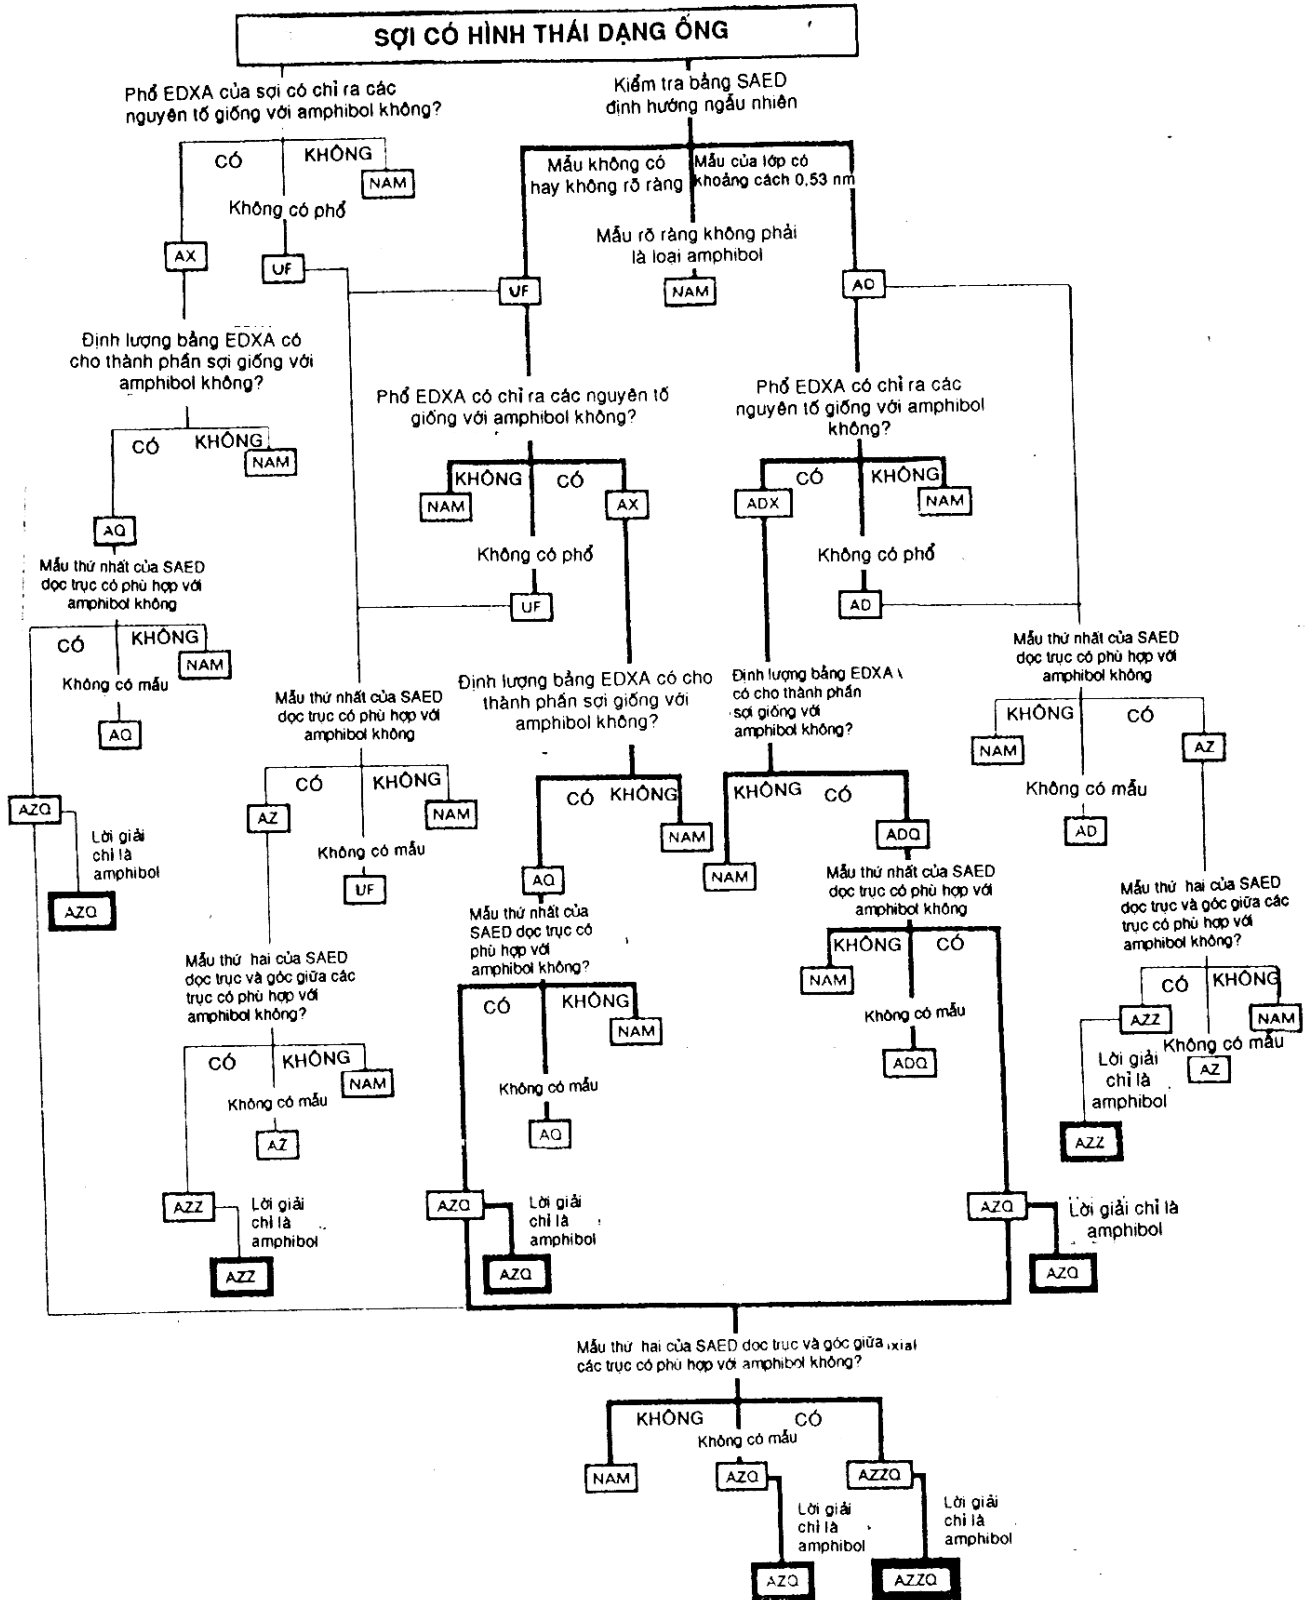 SỢI CÓ HÌNH THÁI DẠNG ỐNG
Phổ EDXA của sợi có chỉ ra các
nguyên tố giống với amphibol không?
CÓ
KHÔNG
NAM
Không có phổ
AX
UF
Định lượng bằng EDXA có
cho thành phần sợi giống với
amphibol không?
CÓ
KHÔNG
NAM
AQ
Mẫu thứ nhất của SAED
dọc trục có phù hợp với
amphibol không
CÓ
KHÔNG
NAM
Không có mẫu
AQ
AZQ
Lời giải
chỉ là
amphibol
AZQ
Kiểm tra bằng SAED
định hướng ngẫu nhiên
Mẫu không có
hay không rõ ràng
Mẫu của lớp có
khoảng cách 0,53 nm
Mẫu rõ ràng không phải
là loại amphibol
UF
NAM
AD
Phổ EDXA có chỉ ra các nguyên tố
giống với amphibol không?
KHÔNG
CÓ
NAM
AX
Không có phổ
UF
Phổ EDXA có chỉ ra các
nguyên tố giống với amphibol
không?
CÓ
KHÔNG
ADX
NAM
Không có phổ
AD
Mẫu thứ nhất của SAED
dọc trục có phù hợp với
amphibol không
CÓ
KHÔNG
AZ
NAM
Không có mẫu
UF
Mẫu thứ hai của SAED
dọc trục và góc giữa các
trục có phù hợp với
amphibol không?
CÓ
KHÔNG
NAM
Không có mẫu
AZ
AZZ
Lời giải
chỉ là
amphibol
AZZ
Định lượng bằng EDXA có cho
thành phần sợi giống với
amphibol không?
CÓ
KHÔNG
NAM
AQ
Mẫu thứ nhất của
SAED dọc trục có
phù hợp với
amphibol không?
CÓ
KHÔNG
NAM
Không có mẫu
AQ
AZQ
Lời giải
chỉ là
amphibol
AZQ
Định lượng bằng EDXA
có cho thành phần
sợi giống với
amphibol không?
KHÔNG
CÓ
NAM
ADQ
Mẫu thứ nhất của SAED
dọc trục có phù hợp với
amphibol không
KHÔNG
CÓ
NAM
Không có mẫu
ADQ
AZQ
Lời giải chỉ là
amphibol
AZQ
Mẫu thứ nhất của SAED
dọc trục có phù hợp với
amphibol không
KHÔNG
CÓ
NAM
AZ
Không có mẫu
AD
Mẫu thứ hai của SAED
dọc trục và góc giữa các
trục có phù hợp với
amphibol không?
CÓ
KHÔNG
AZZ
NAM
Không có mẫu
AZ
Lời giải
chỉ là
amphibol
AZZ
Mẫu thứ hai của SAED dọc trục và góc giữa ixial
các trục có phù hợp với amphibol không?
KHÔNG
CÓ
Không có mẫu
NAM
AZQ
AZZQ
Lời giải
chỉ là
amphibol
Lời giải
chỉ là
amphibol
AZQ
AZZQ